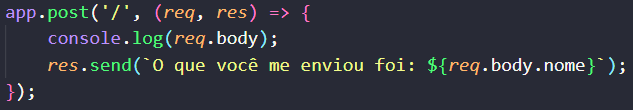 app.post('/', (req, res) => {
    console.log(req.body);
    res.send(`O que você me enviou foi: ${req.body.nome}`);
});